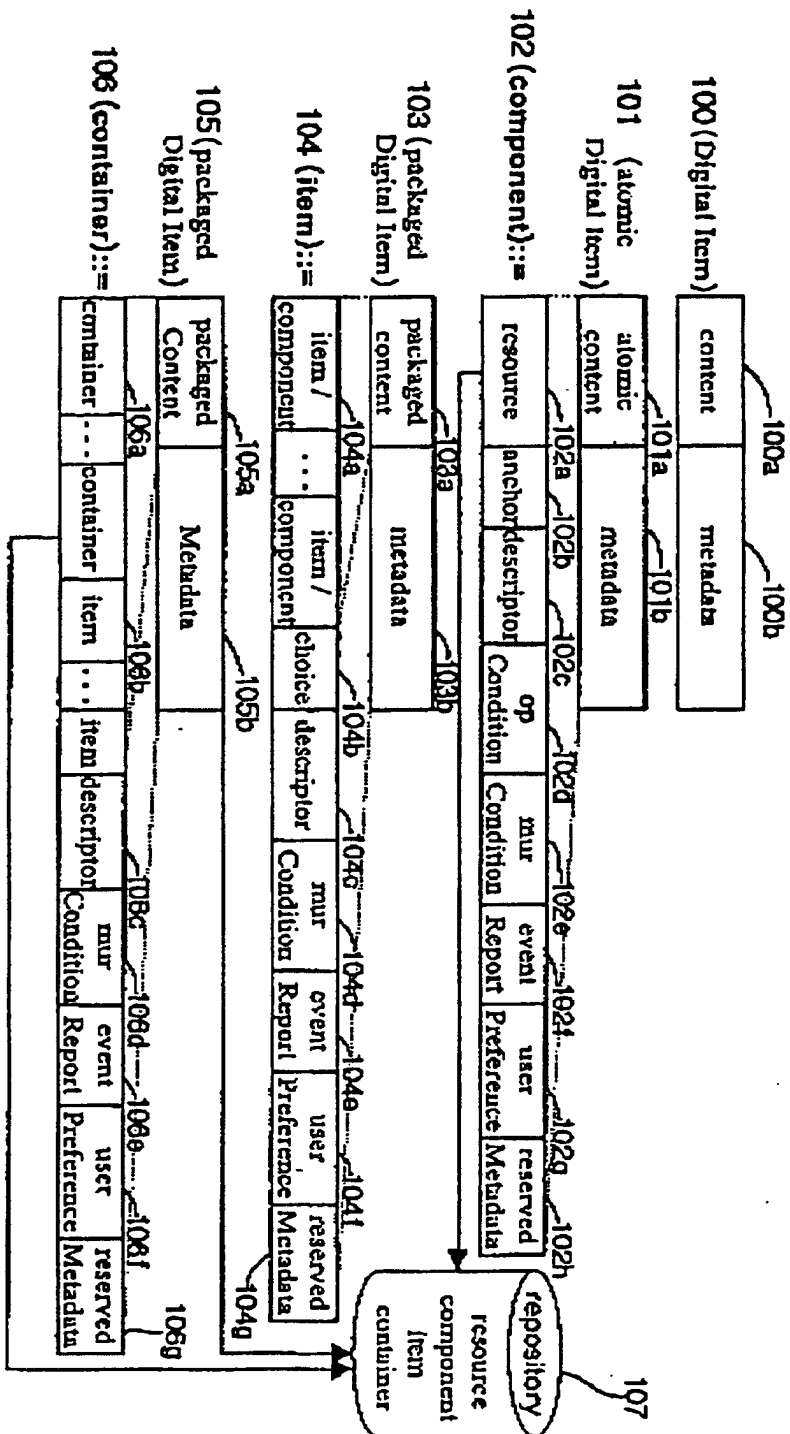 100 (Digital Item)
content
metadata
100a
100b
101 (atomic
Digital Item)
atomic
content
metadata
101a
101b
102 (component)::=
resource
anchor
descriptor
op
Condition
mur
Condition
event
Report
user
Preference
reserved
Metadata
102a
102b
102c
102d
102e
102f
102g
102h
103 (packaged
Digital Item)
packaged
content
metadata
103a
103b
104 (item)::=
item /
component
...
item /
component
choice
descriptor
mur
Condition
event
Report
user
Preference
reserved
Metadata
104a
104b
104c
104d
104e
104f
104g
105 (packaged
Digital Item)
packaged
Content
Metadata
105a
105b
106 (container)::=
container
...
container
item
...
item
descriptor
mur
Condition
event
Report
user
Preference
reserved
Metadata
106a
106b
106c
106d
106e
106f
106g
repository
resource
component
item
container
107